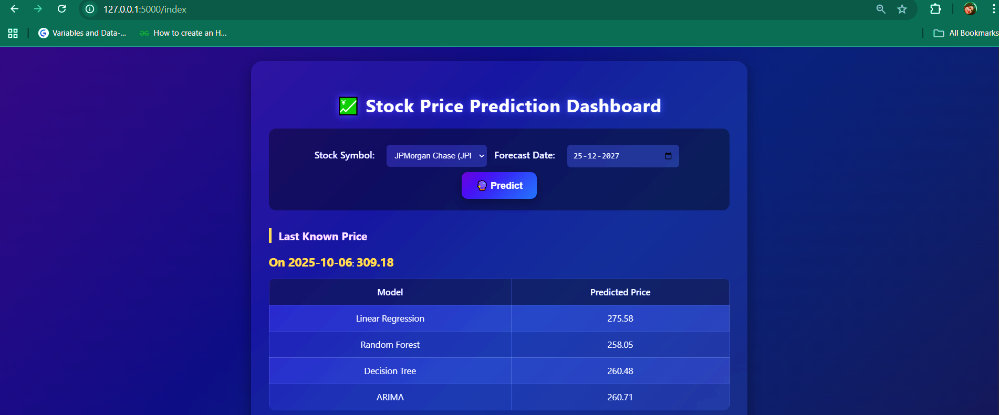 127.0.0.1:5000/index
Variables and Data-... How to create an H... All Bookmarks
Stock Price Prediction Dashboard
Stock Symbol: JPMorgan Chase (JPI Forecast Date: 25-12-2027
Predict
Last Known Price
On 2025-10-06: 309.18
Model Predicted Price
Linear Regression 275.58
Random Forest 258.05
Decision Tree 260.48
ARIMA 260.71